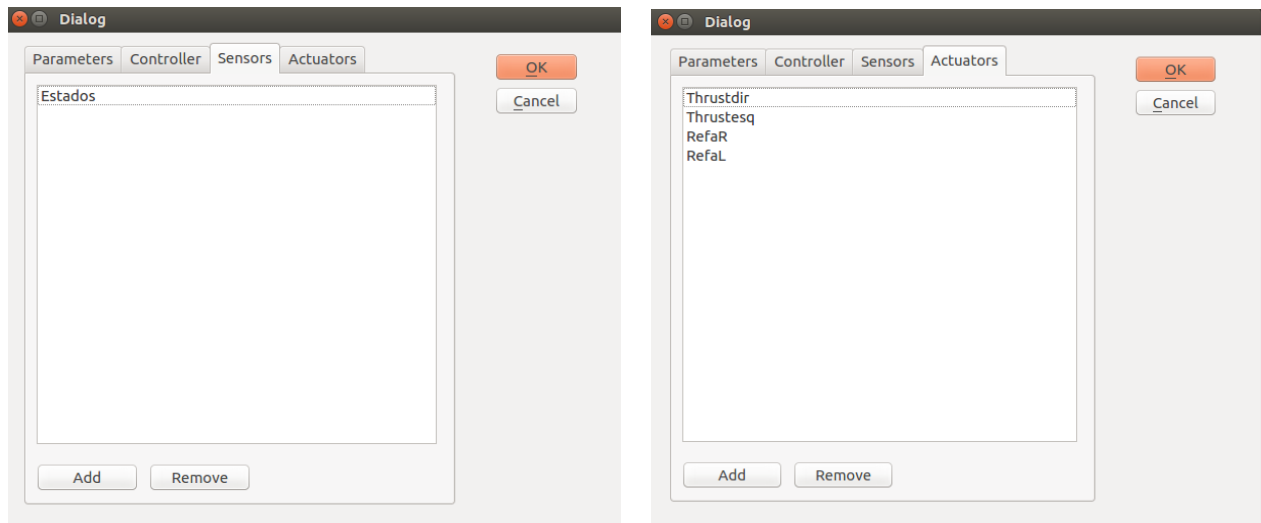 Dialog
Parameters Controller Sensors Actuators
OK
Cancel
Estados
Add Remove
Dialog
Parameters Controller Sensors Actuators
OK
Cancel
Thrustdir
Thrustesq
RefaR
RefaL
Add Remove